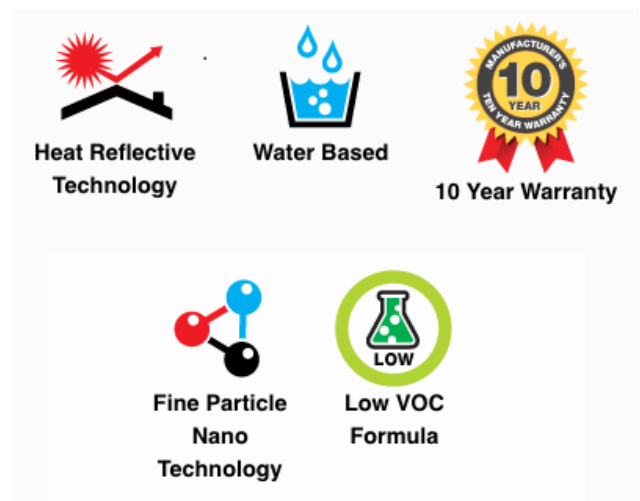 Heat Reflective
Technology
Water Based
MANUFACTURER'S
10
YEAR
TEN YEAR WARRANTY
10 Year Warranty
Fine Particle
Nano
Technology
LOW
Low VOC
Formula